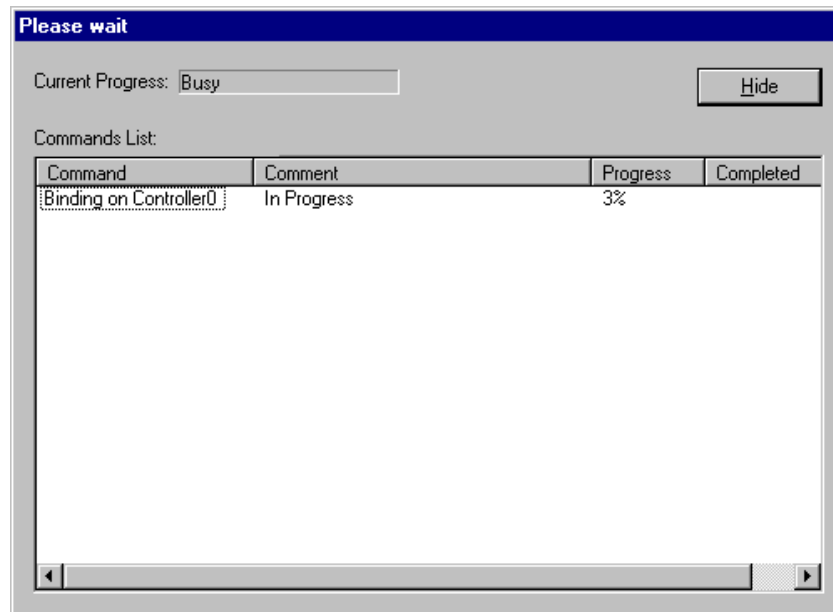 Please wait
Current Progress: Busy
Hide
Commands List:
Command Comment Progress Completed
Binding on Controller0 In Progress 3%